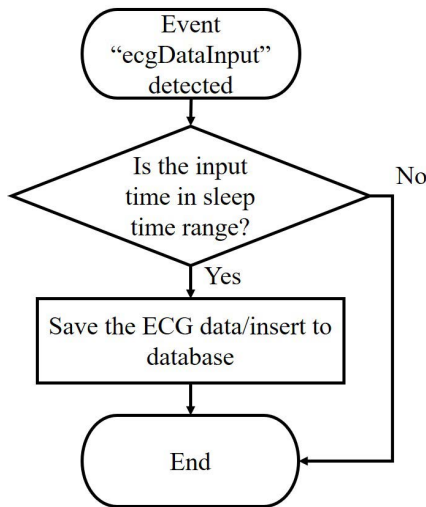 Event
“ecgDataInput”
detected
Is the input
time in sleep
time range?
No
Yes
Save the ECG data/insert to
database
End